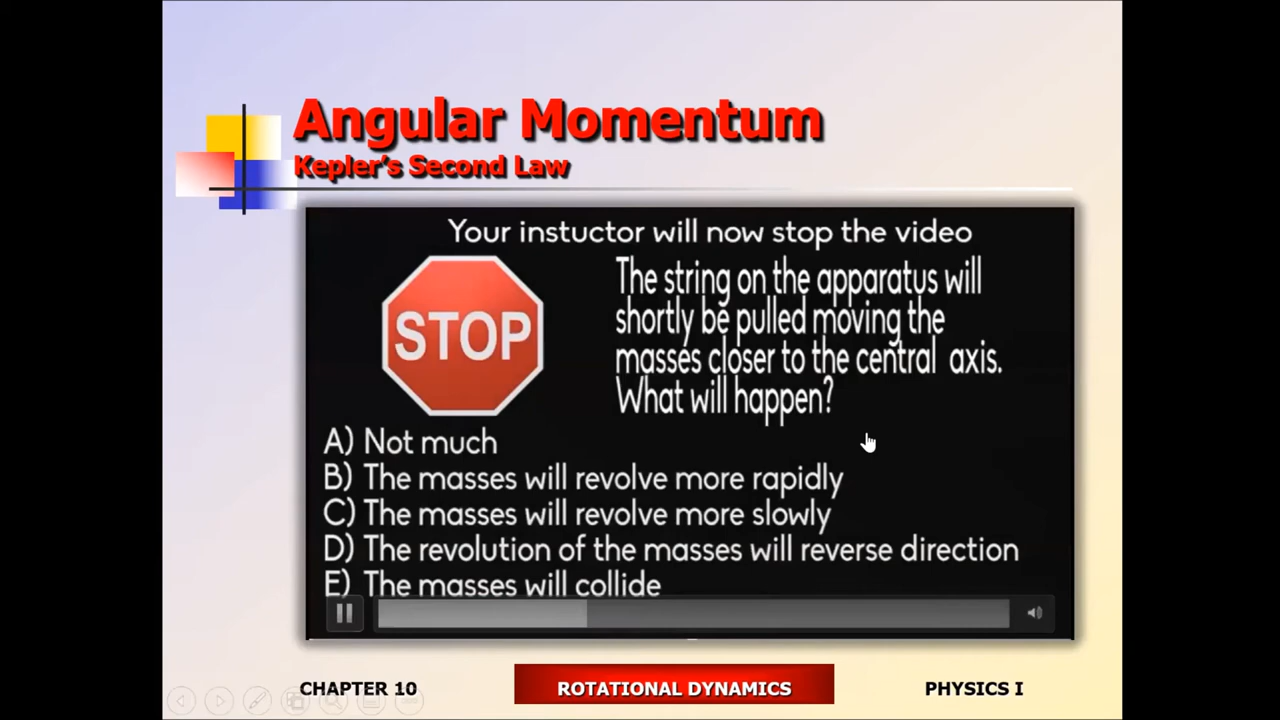 Angular Momentum
Kepler's Second Law
Your instuctor will now stop the video
STOP
The string on the apparatus will
shortly be pulled moving the
masses closer to the central axis.
What will happen?
A) Not much
B) The masses will revolve more rapidly
C) The masses will revolve more slowly
D) The revolution of the masses will reverse direction
E) The masses will collide
CHAPTER 10
ROTATIONAL DYNAMICS
PHYSICS I